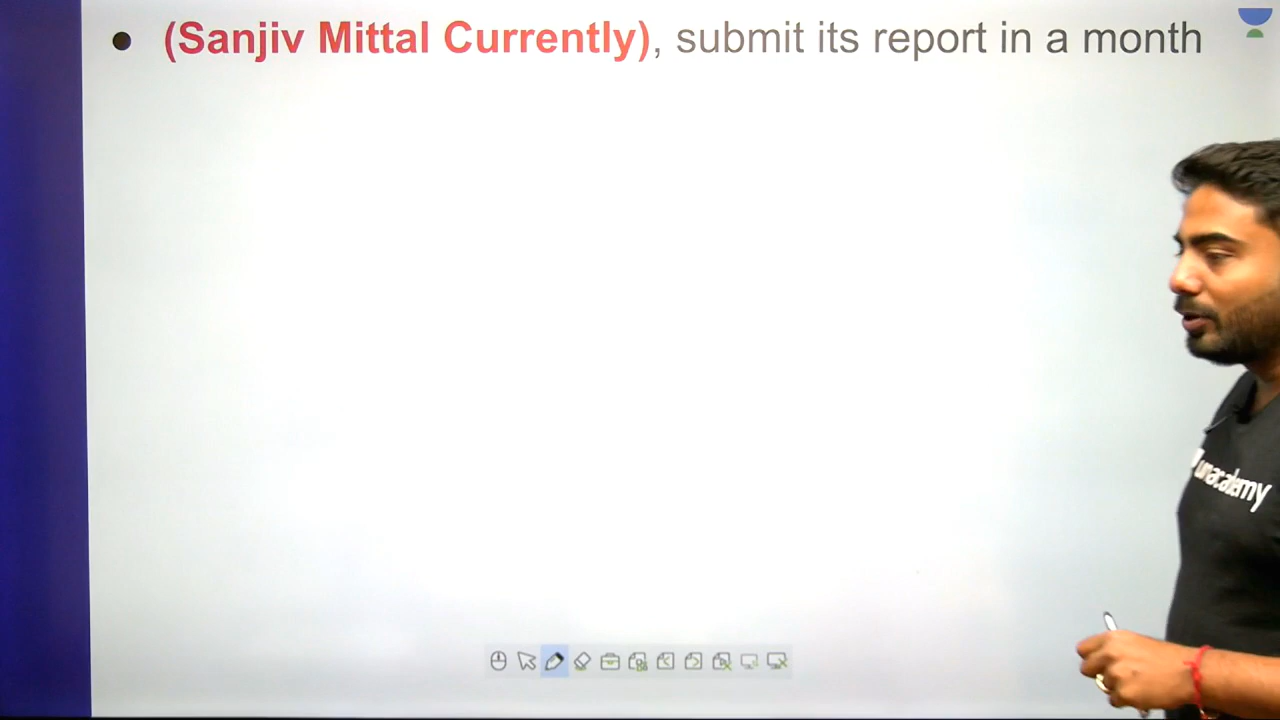 ● (Sanjiv Mittal Currently), submit its report in a month
unacademy